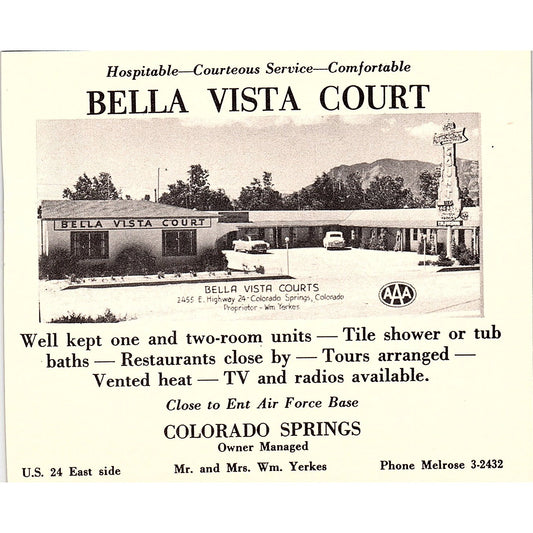 Hospitable—Courteous Service—Comfortable
BELLA VISTA COURT
BELLA VISTA COURT
BELLA VISTA COURTS
2455 E. Highway 24 - Colorado Springs, Colorado
Proprietor - Wm Yerkes
AAA
Well kept one and two-room units — Tile shower or tub
baths — Restaurants close by — Tours arranged —
Vented heat — TV and radios available.
Close to Ent Air Force Base
COLORADO SPRINGS
Owner Managed
U.S. 24 East side Mr. and Mrs. Wm. Yerkes Phone Melrose 3-2432